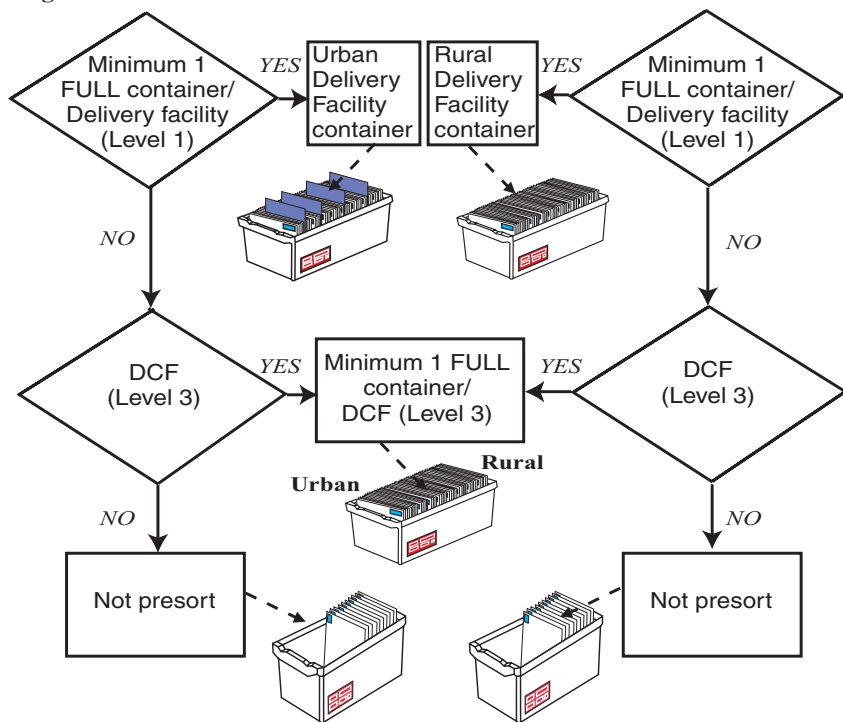 Minimum 1
FULL container/
Delivery facility
(Level 1)
YES
Urban
Delivery
Facility
container
Rural
Delivery
Facility
container
YES
Minimum 1
FULL container/
Delivery facility
(Level 1)
NO
NO
DCF
(Level 3)
YES
Minimum 1 FULL
container/
DCF (Level 3)
YES
DCF
(Level 3)
Urban
Rural
NO
NO
Not presort
Not presort